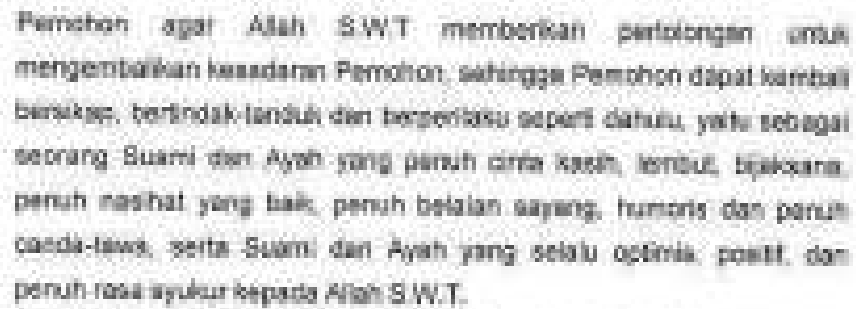 Pemohon agar Allah S.W.T memberikan pertolongan untuk
mengembalikan kesadaran Pemohon, sehingga Pemohon dapat kembali
bersikap, bertindak-tanduk dan berperilaku seperti dahulu, yaitu sebagai
seorang Suami dan Ayah yang penuh cinta kasih, lembut, bijaksana,
penuh nasihat yang baik, penuh belaian sayang, humoris dan penuh
canda-tawa, serta Suami dan Ayah yang selalu optimis, positif, dan
penuh rasa syukur kepada Allah S.W.T.